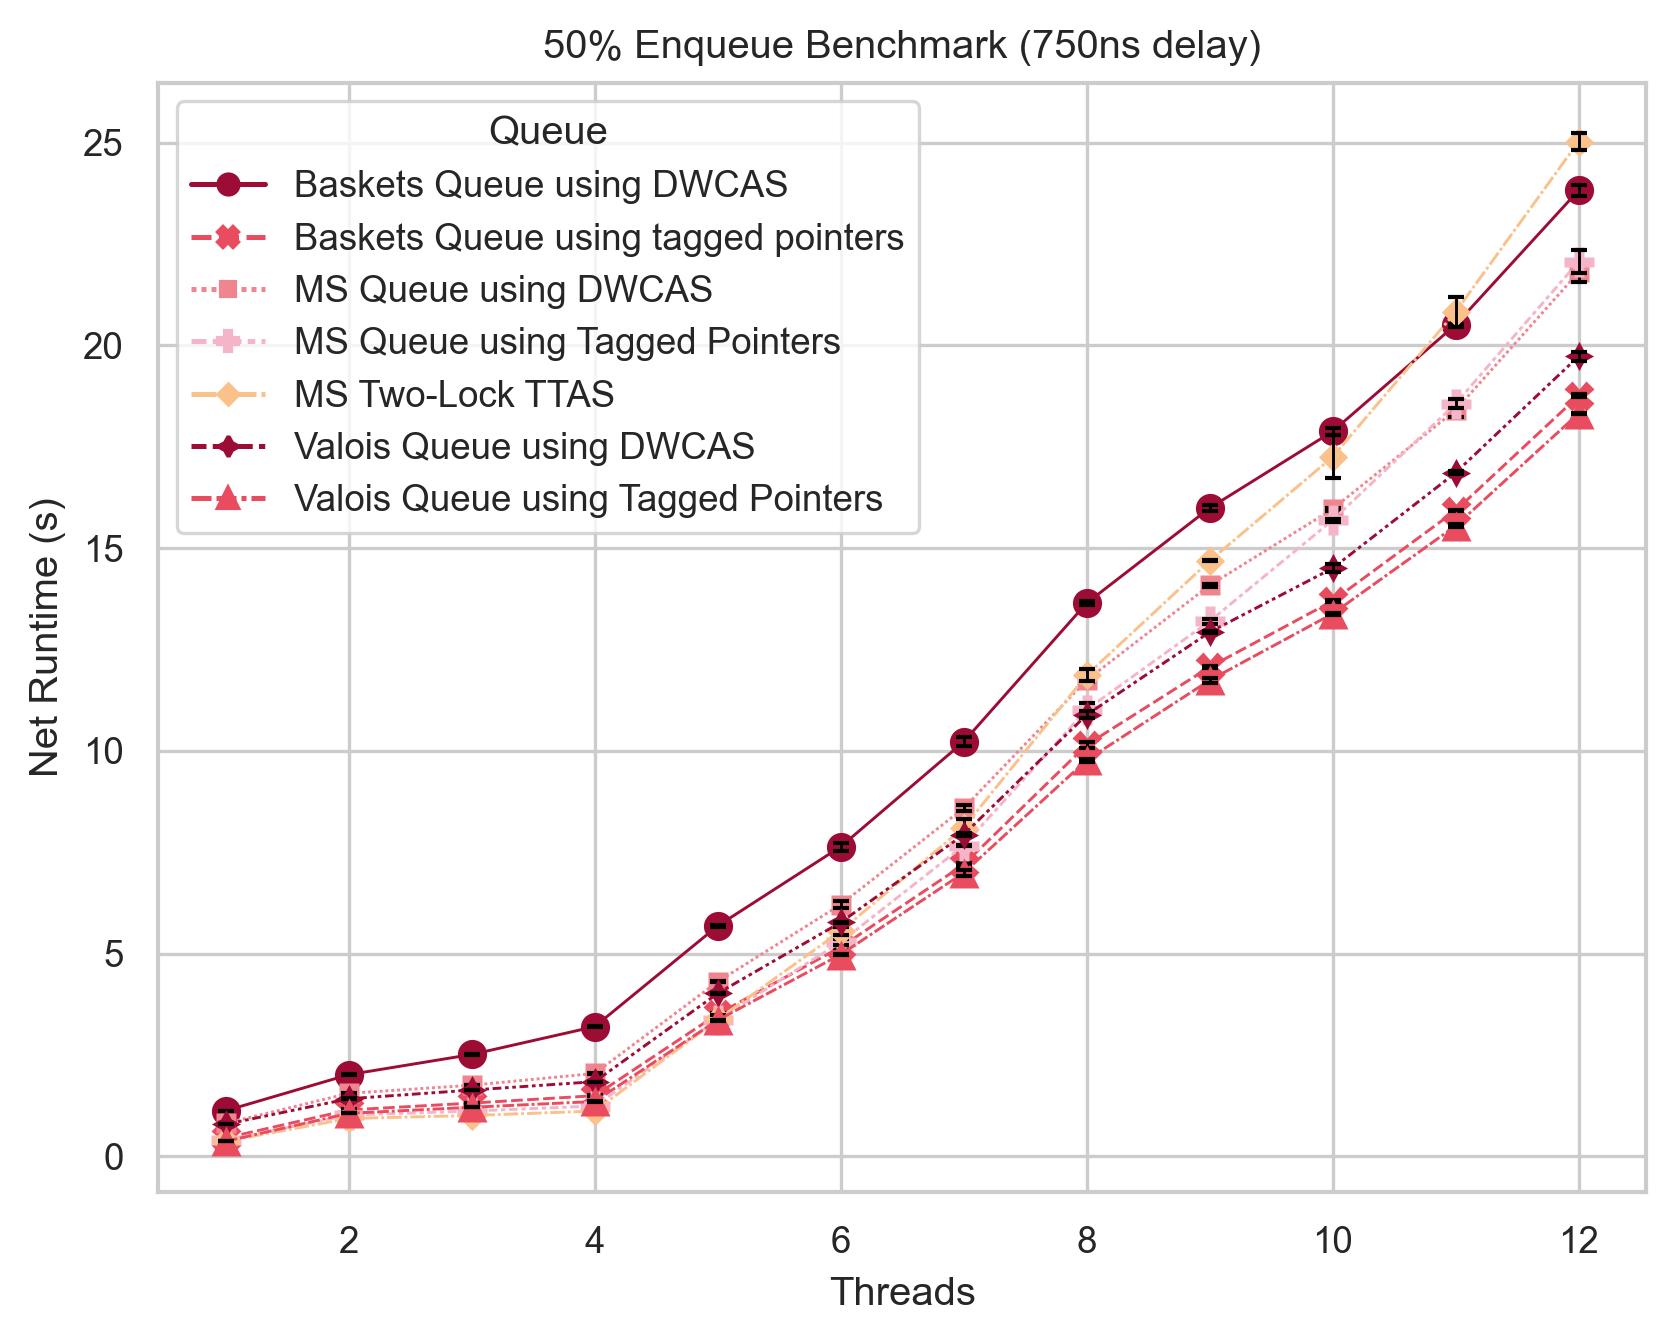 50% Enqueue Benchmark (750ns delay)
Queue
Baskets Queue using DWCAS
Baskets Queue using tagged pointers
MS Queue using DWCAS
MS Queue using Tagged Pointers
MS Two-Lock TTAS
Valois Queue using DWCAS
Valois Queue using Tagged Pointers
Net Runtime (s)
25
20
15
10
5
0
2 4 6 8 10 12
Threads